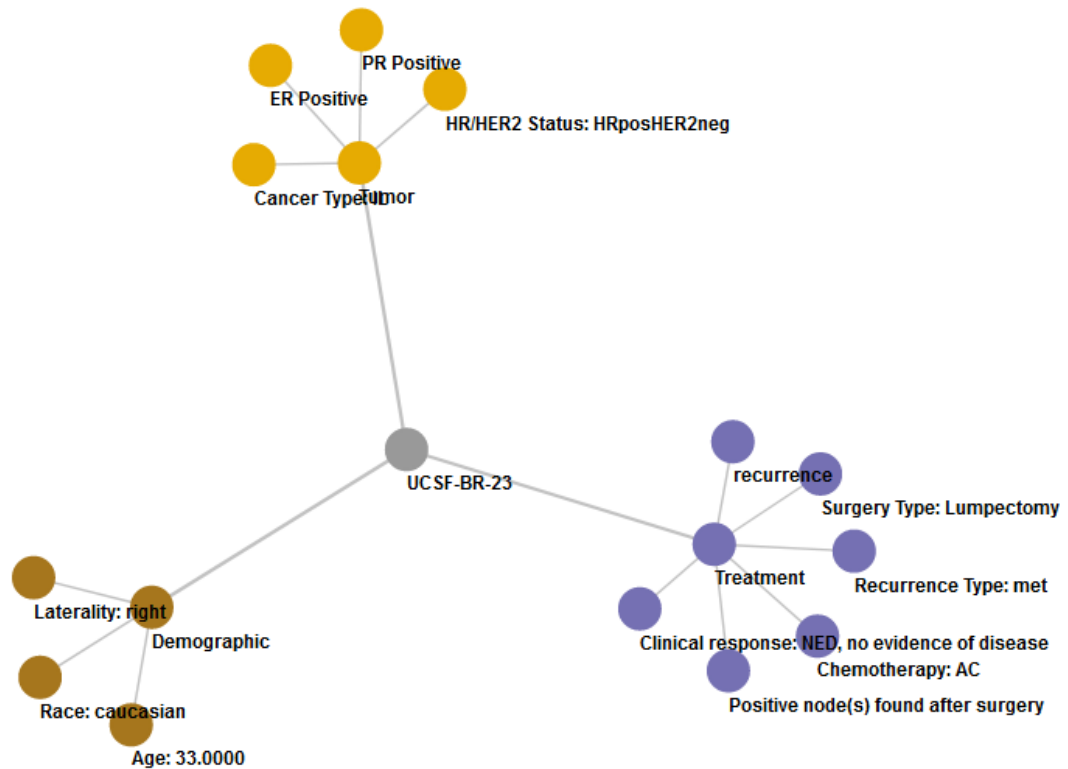 PR Positive
ER Positive
HR/HER2 Status: HRposHER2neg
Cancer Type:
Tumor
UCSF-BR-23
recurrence
Surgery Type: Lumpectomy
Treatment
Recurrence Type: met
Laterality: right
Demographic
Clinical response: NED, no evidence of disease
Chemotherapy: AC
Positive node(s) found after surgery
Race: caucasian
Age: 33.0000